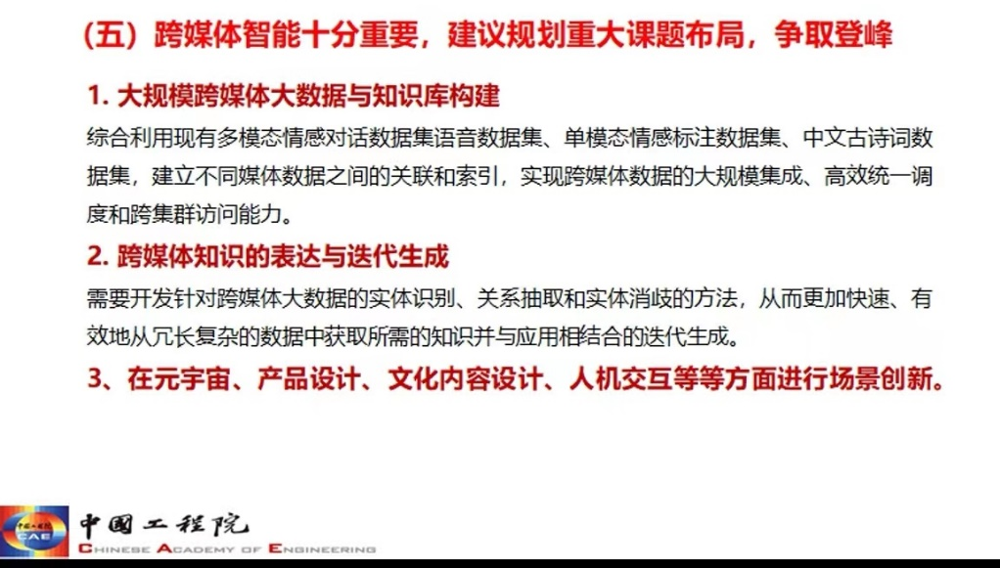 （五）跨媒体智能十分重要，建议规划重大课题布局，争取登峰
1. 大规模跨媒体大数据与知识库构建
综合利用现有多模态情感对话数据集语音数据集、单模态情感标注数据集、中文古诗词数
据集，建立不同媒体数据之间的关联和索引，实现跨媒体数据的大规模集成、高效统一调
度和跨集群访问能力。
2. 跨媒体知识的表达与迭代生成
需要开发针对跨媒体大数据的实体识别、关系抽取和实体消歧的方法，从而更加快速、有
效地从冗长复杂的数据中获取所需的知识并与应用相结合的迭代生成。
3、在元宇宙、产品设计、文化内容设计、人机交互等等方面进行场景创新。
中国工程院
CAE
中國工程院
CHINESE ACADEMY OF ENGINEERING